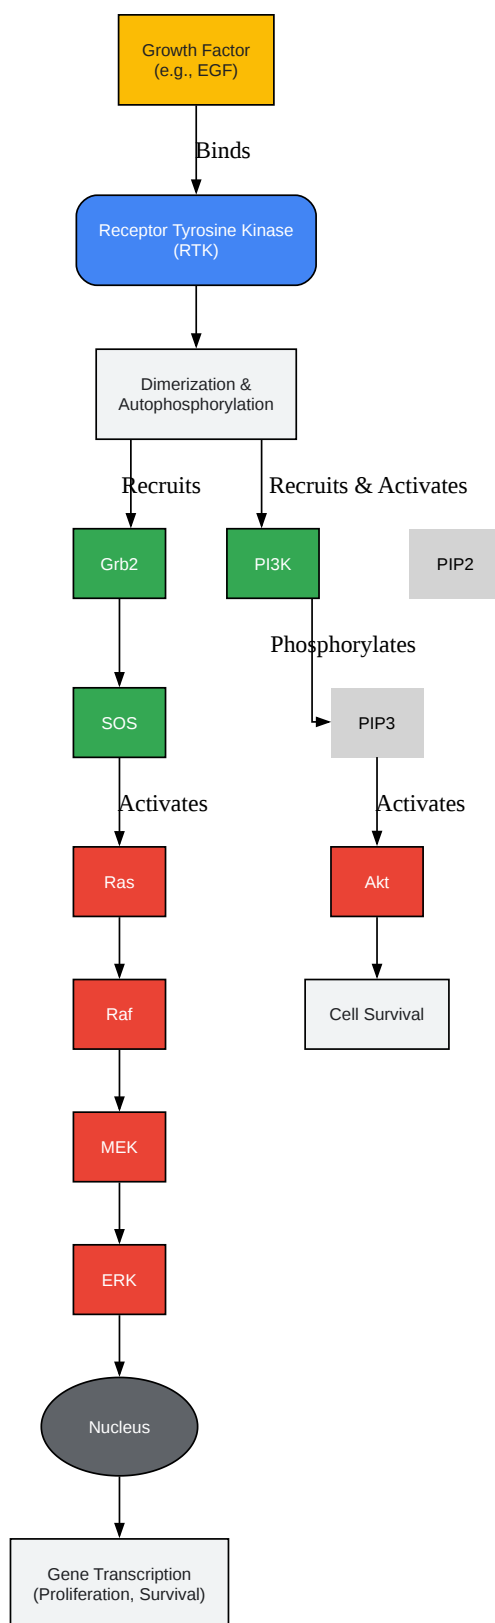 Growth Factor
(e.g., EGF)
Binds
Receptor Tyrosine Kinase
(RTK)
Dimerization &
Autophosphorylation
Recruits
Recruits & Activates
Grb2
PI3K
PIP2
Phosphorylates
SOS
PIP3
Activates
Activates
Ras
Akt
Raf
Cell Survival
MEK
ERK
Nucleus
Gene Transcription
(Proliferation, Survival)